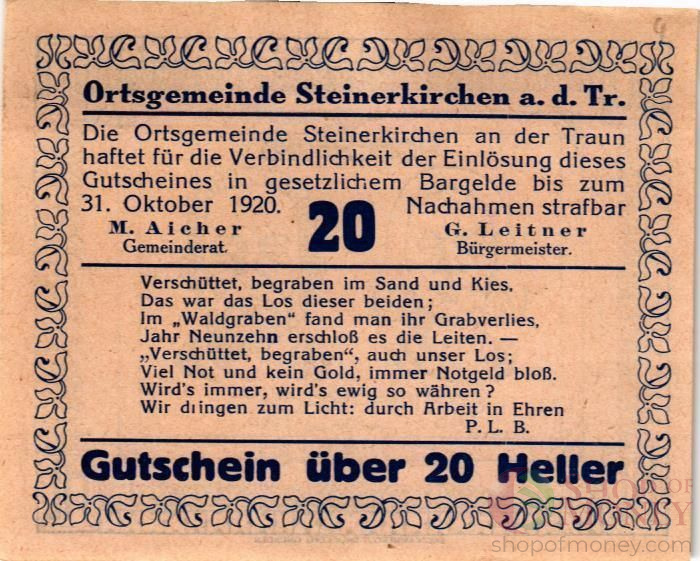 Ortsgemeinde Steinerkirchen a. d. Tr.
Die Ortsgemeinde Steinerkirchen an der Traun
haftet für die Verbindlichkeit der Einlösung dieses
Gutscheines in gesetzlichem Bargelde bis zum
31. Oktober 1920. Nachahmen strafbar
M. Aicher 20 G. Leitner
Gemeinderat. Bürgermeister.
Verschüttet, begraben im Sand und Kies,
Das war das Los dieser beiden;
Im „Waldgraben“ fand man ihr Grabverlies,
Jahr Neunzehn erschloß es die Leiten. —
„Verschüttet, begraben“, auch unser Los;
Viel Not und kein Gold, immer Notgeld bloß.
Wird's immer, wird's ewig so währen?
Wir dringen zum Licht: durch Arbeit in Ehren
P. L. B.
Gutschein über 20 Heller
SHOP OF
MONEY
shopofmoney.com
9